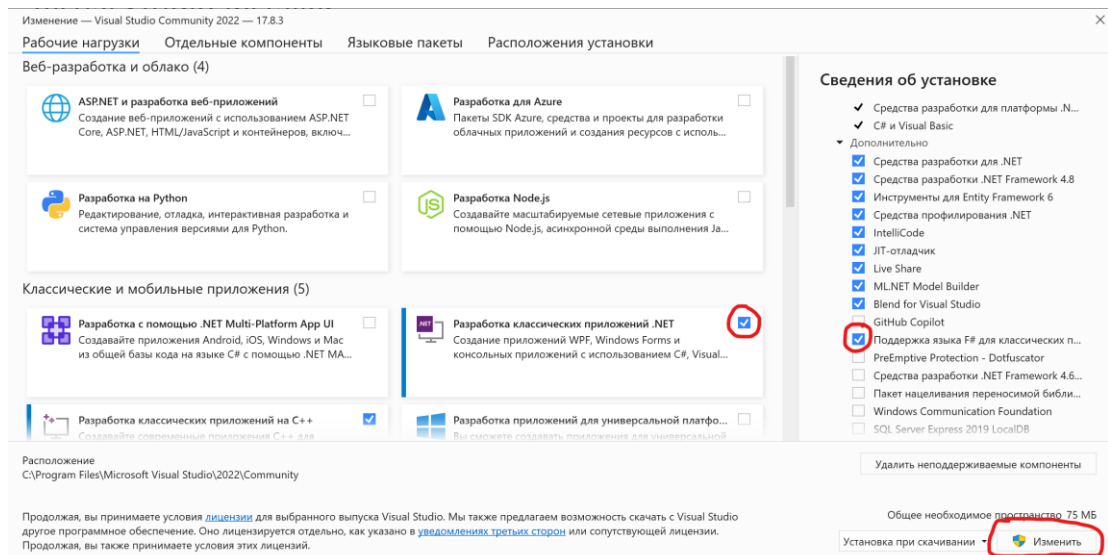 Изменение — Visual Studio Community 2022 — 17.8.3
Рабочие нагрузки Отдельные компоненты Языковые пакеты Расположения установки
Веб-разработка и облако (4)
ASP.NET и разработка веб-приложений
Создание веб-приложений с использованием ASP.NET
Core, ASP.NET, HTML/JavaScript и контейнеров, включ...
Разработка для Azure
Пакеты SDK Azure, средства и проекты для разработки
облачных приложений и создания ресурсов с исполь...
Разработка на Python
Редактирование, отладка, интерактивная разработка и
система управления версиями для Python.
Разработка Node.js
Создавайте масштабируемые сетевые приложения с
помощью Node.js, асинхронной среды выполнения Ja...
Классические и мобильные приложения (5)
Разработка с помощью .NET Multi-Platform App UI
Создавайте приложения Android, iOS, Windows и Mac
из общей базы кода на языке C# с помощью .NET MA...
.NET
Разработка классических приложений .NET
Создание приложений WPF, Windows Forms и
консольных приложений с использованием C#, Visual...
Разработка классических приложений на C++
Создавайте современные приложения C++ для
Разработка приложений для универсальной платфо...
Вы сможете создавать приложения для универсальной
Сведения об установке
Средства разработки для платформы .N...
C# и Visual Basic
Дополнительно
Средства разработки для .NET
Средства разработки .NET Framework 4.8
Инструменты для Entity Framework 6
Средства профилирования .NET
IntelliCode
JIT-отладчик
Live Share
ML.NET Model Builder
Blend for Visual Studio
GitHub Copilot
Поддержка языка F# для классических п...
PreEmptive Protection - Dotfuscator
Средства разработки .NET Framework 4.6...
Пакет нацеливания переносимой библи...
Windows Communication Foundation
SQL Server Express 2019 LocalDB
Расположение
C:\Program Files\Microsoft Visual Studio\2022\Community
Удалить неподдерживаемые компоненты
Продолжая, вы принимаете условия лицензии для выбранного выпуска Visual Studio. Мы также предлагаем возможность скачать с Visual Studio
другое программное обеспечение. Оно лицензируется отдельно, как указано в уведомлениях третьих сторон или сопутствующей лицензии.
Продолжая, вы также принимаете условия этих лицензий.
Общее необходимое пространство 75 МБ
Установка при скачивании Изменить